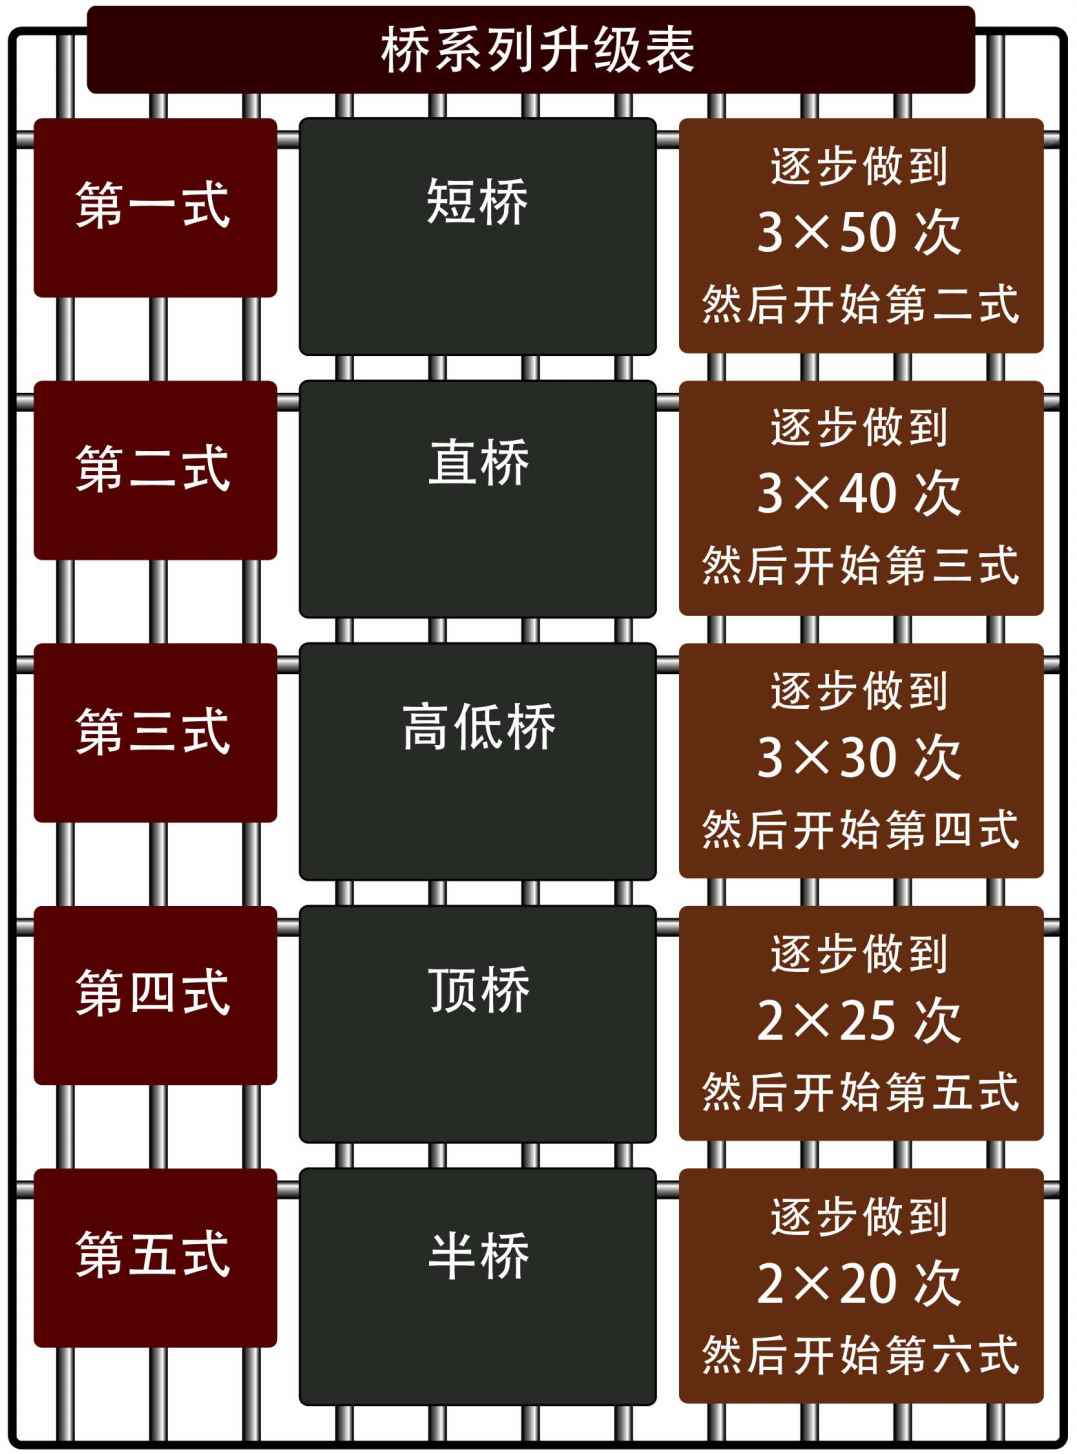 桥系列升级表
第一式
短桥
逐步做到
3×50 次
然后开始第二式
第二式
直桥
逐步做到
3×40 次
然后开始第三式
第三式
高低桥
逐步做到
3×30 次
然后开始第四式
第四式
顶桥
逐步做到
2×25 次
然后开始第五式
第五式
半桥
逐步做到
2×20 次
然后开始第六式